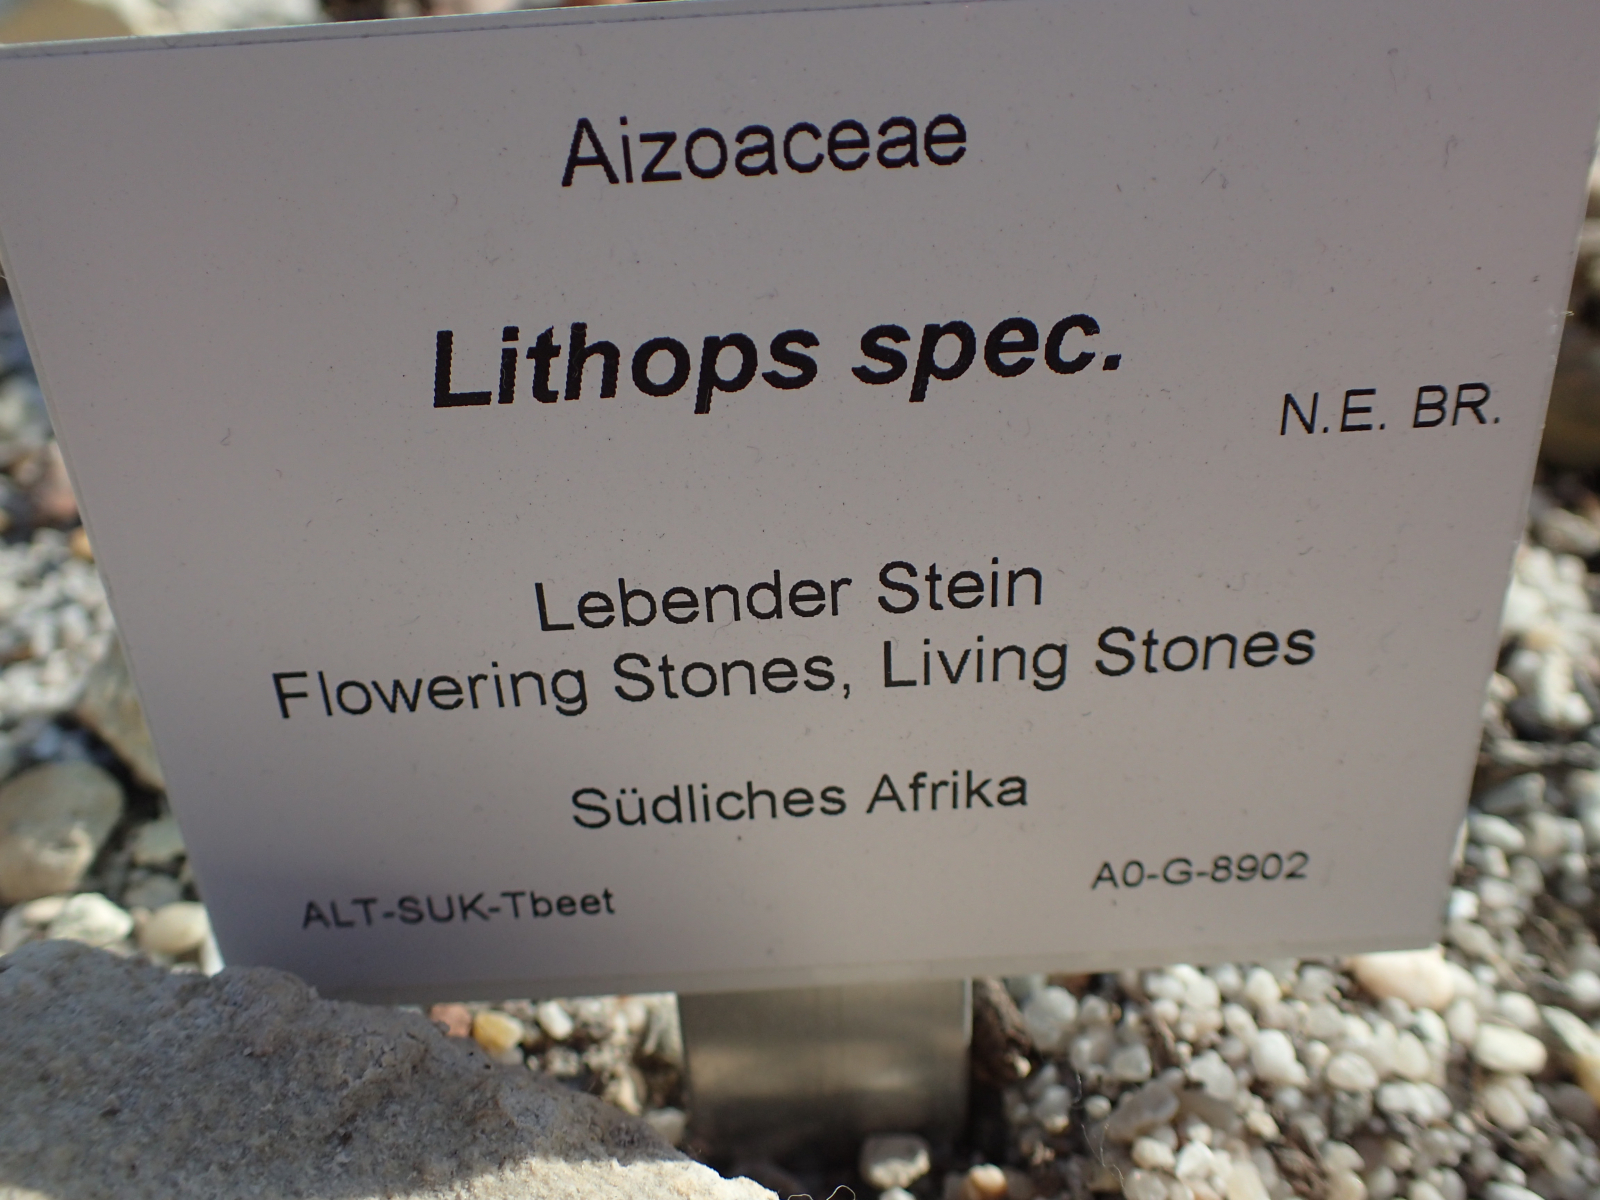 Aizoaceae
Lithops spec.
N.E. BR.
Lebender Stein
Flowering Stones, Living Stones
Südliches Afrika
ALT-SUK-Tbeet
A0-G-8902